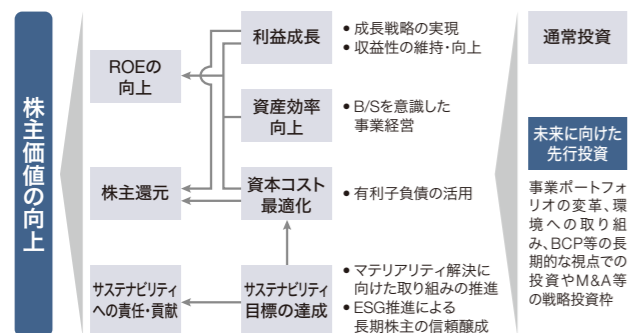 株主価値の向上
ROEの
向上
株主還元
サステナビリティ
への責任・貢献
利益成長
資産効率
向上
資本コスト
最適化
サステナビリティ
目標の達成
● 成長戦略の実現
● 収益性の維持・向上
● B/Sを意識した
事業経営
● 有利子負債の活用
● マテリアリティ解決に
向けた取り組みの推進
● ESG推進による
長期株主の信頼醸成
通常投資
未来に向けた
先行投資
事業ポートフォ
リオの変革、環
境への取り組
み、BCP等の長
期的な視点での
投資やM&A等
の戦略投資枠